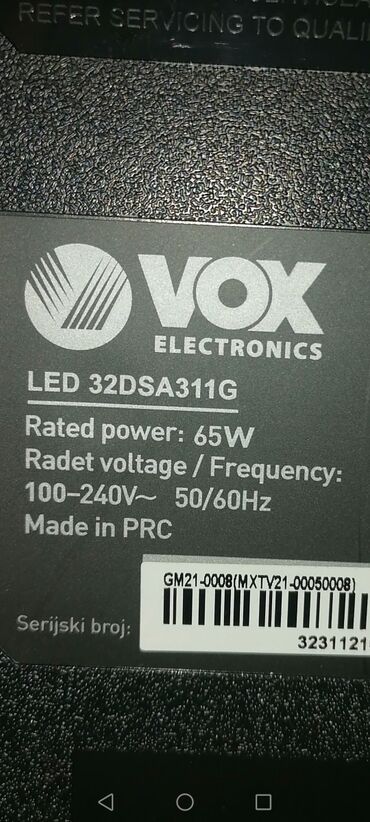 REFER SERVICING TO QUALI
VOX
ELECTRONICS
LED 32DSA311G
Rated power: 65W
Radet voltage / Frequency:
100-240V~ 50/60Hz
Made in PRC
GM21-0008(MXTV21-00050008)
Serijski broj:
3231121